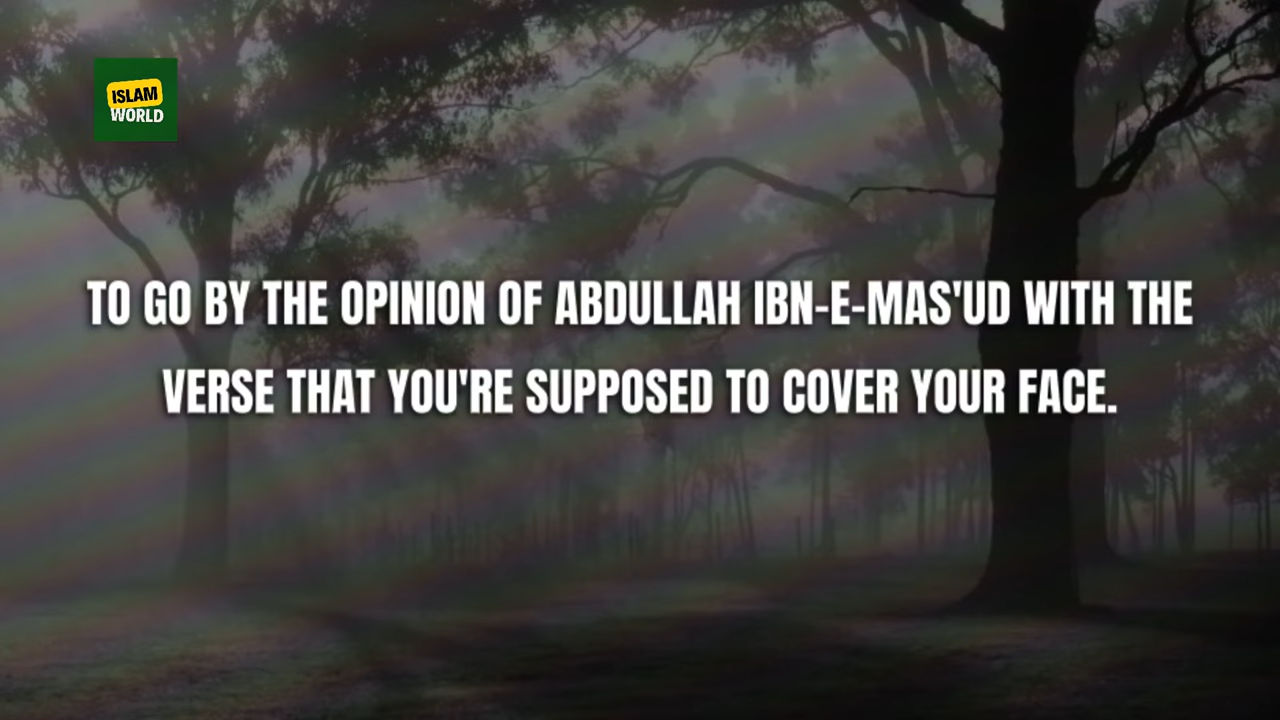 ISLAM
WORLD
TO GO BY THE OPINION OF ABDULLAH IBN-E-MAS'UD WITH THE
VERSE THAT YOU'RE SUPPOSED TO COVER YOUR FACE.